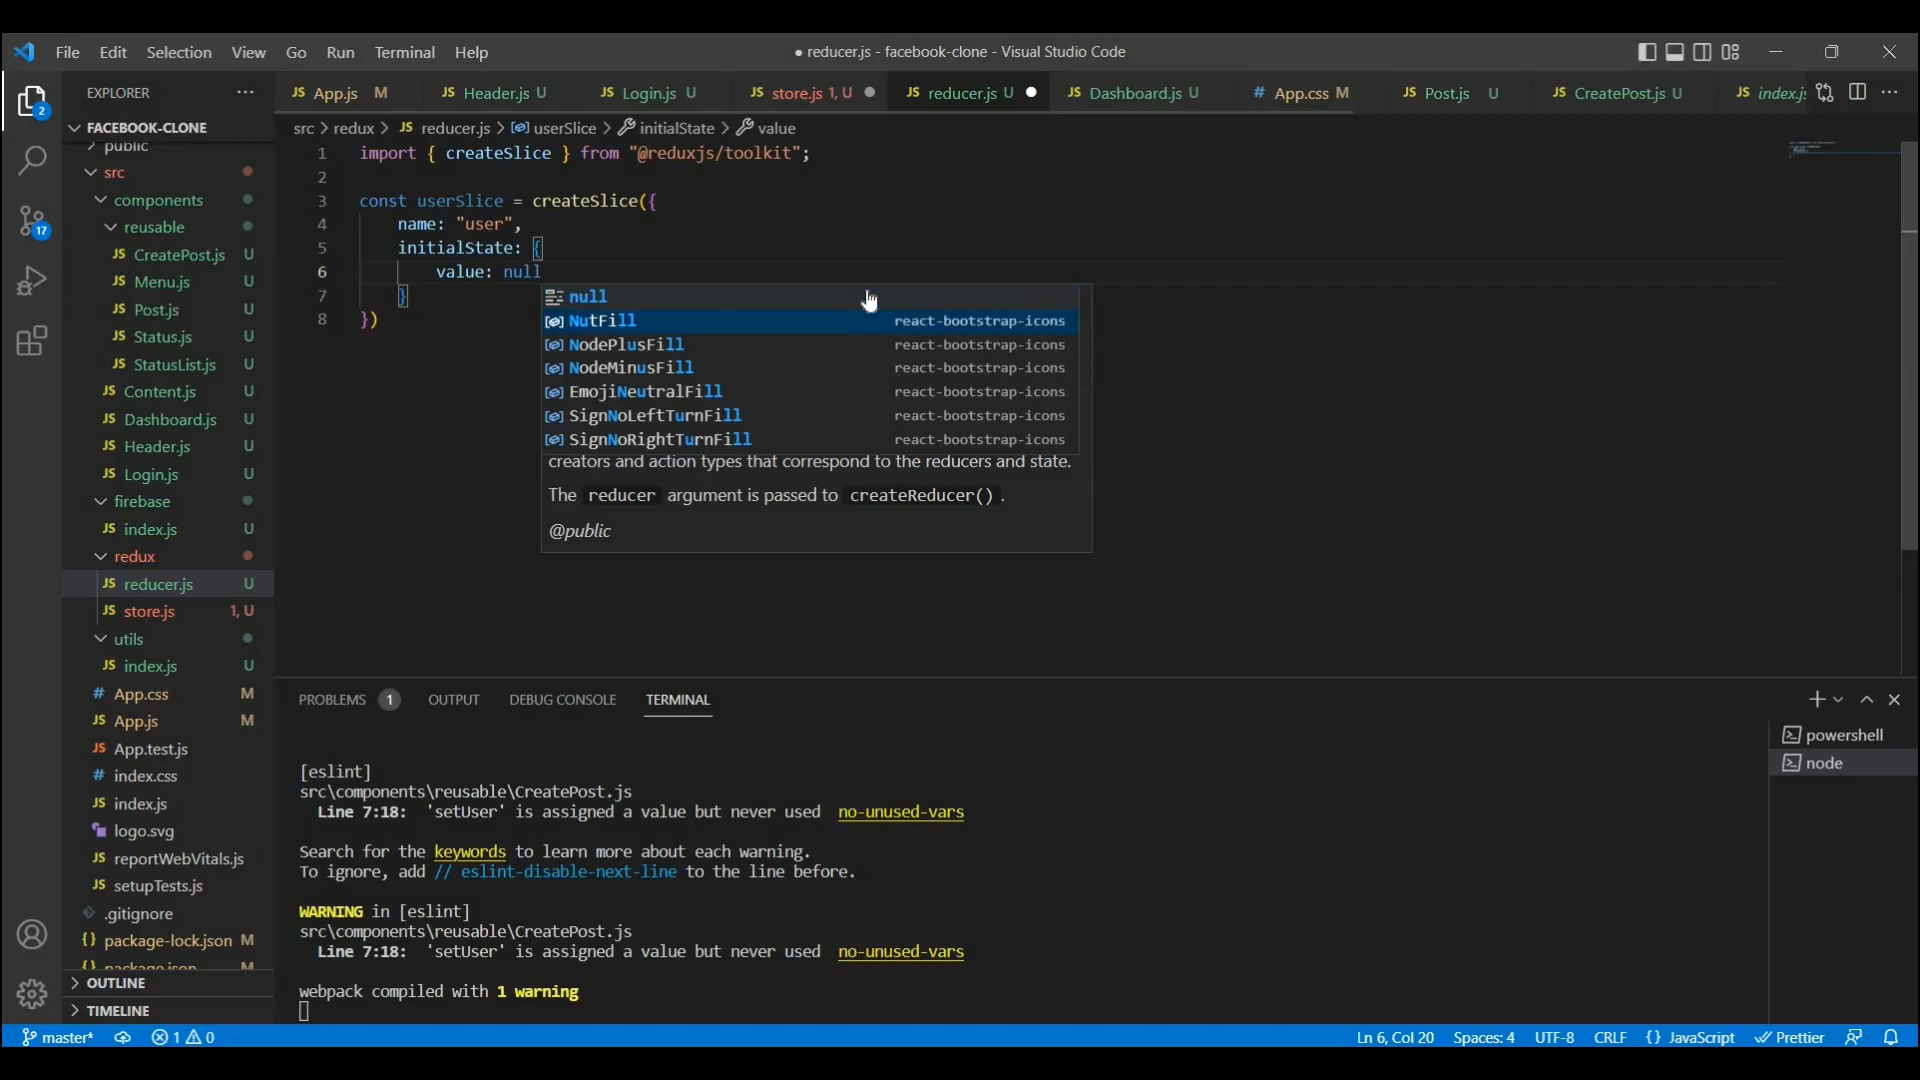 File Edit Selection View Go Run Terminal Help
● reducer.js - facebook-clone - Visual Studio Code
EXPLORER
JS App.js M
JS Header.js U
JS Login.js U
JS store.js 1, U
JS reducer.js U
JS Dashboard.js U
# App.css M
JS Post.js U
JS CreatePost.js U
JS index.js
2
17
FACEBOOK-CLONE
public
src
components
reusable
JS CreatePost.js U
JS Menu.js U
JS Post.js U
JS Status.js U
JS StatusList.js U
JS Content.js U
JS Dashboard.js U
JS Header.js U
JS Login.js U
firebase
JS index.js U
redux
JS reducer.js U
JS store.js 1, U
utils
JS index.js U
# App.css M
JS App.js M
JS App.test.js
# index.css
JS index.js
logo.svg
JS reportWebVitals.js
JS setupTests.js
.gitignore
{} package-lock.json M
{} package.json M
OUTLINE
TIMELINE
src > redux > JS reducer.js > userSlice > initialState > value
1 import { createSlice } from "@reduxjs/toolkit";
2
3 const userSlice = createSlice({
4 name: "user",
5 initialState: {
6 value: null
7 }
8 })
null
NutFill react-bootstrap-icons
NodePlusFill react-bootstrap-icons
NodeMinusFill react-bootstrap-icons
EmojiNeutralFill react-bootstrap-icons
SignNoLeftTurnFill react-bootstrap-icons
SignNoRightTurnFill react-bootstrap-icons
creators and action types that correspond to the reducers and state.
The reducer argument is passed to createReducer() .
@public
PROBLEMS 1 OUTPUT DEBUG CONSOLE TERMINAL
powershell
node
[eslint]
src\components\reusable\CreatePost.js
Line 7:18: 'setUser' is assigned a value but never used no-unused-vars
Search for the keywords to learn more about each warning.
To ignore, add // eslint-disable-next-line to the line before.
WARNING in [eslint]
src\components\reusable\CreatePost.js
Line 7:18: 'setUser' is assigned a value but never used no-unused-vars
webpack compiled with 1 warning
master* 1 0
Ln 6, Col 20 Spaces: 4 UTF-8 CRLF {} JavaScript Prettier